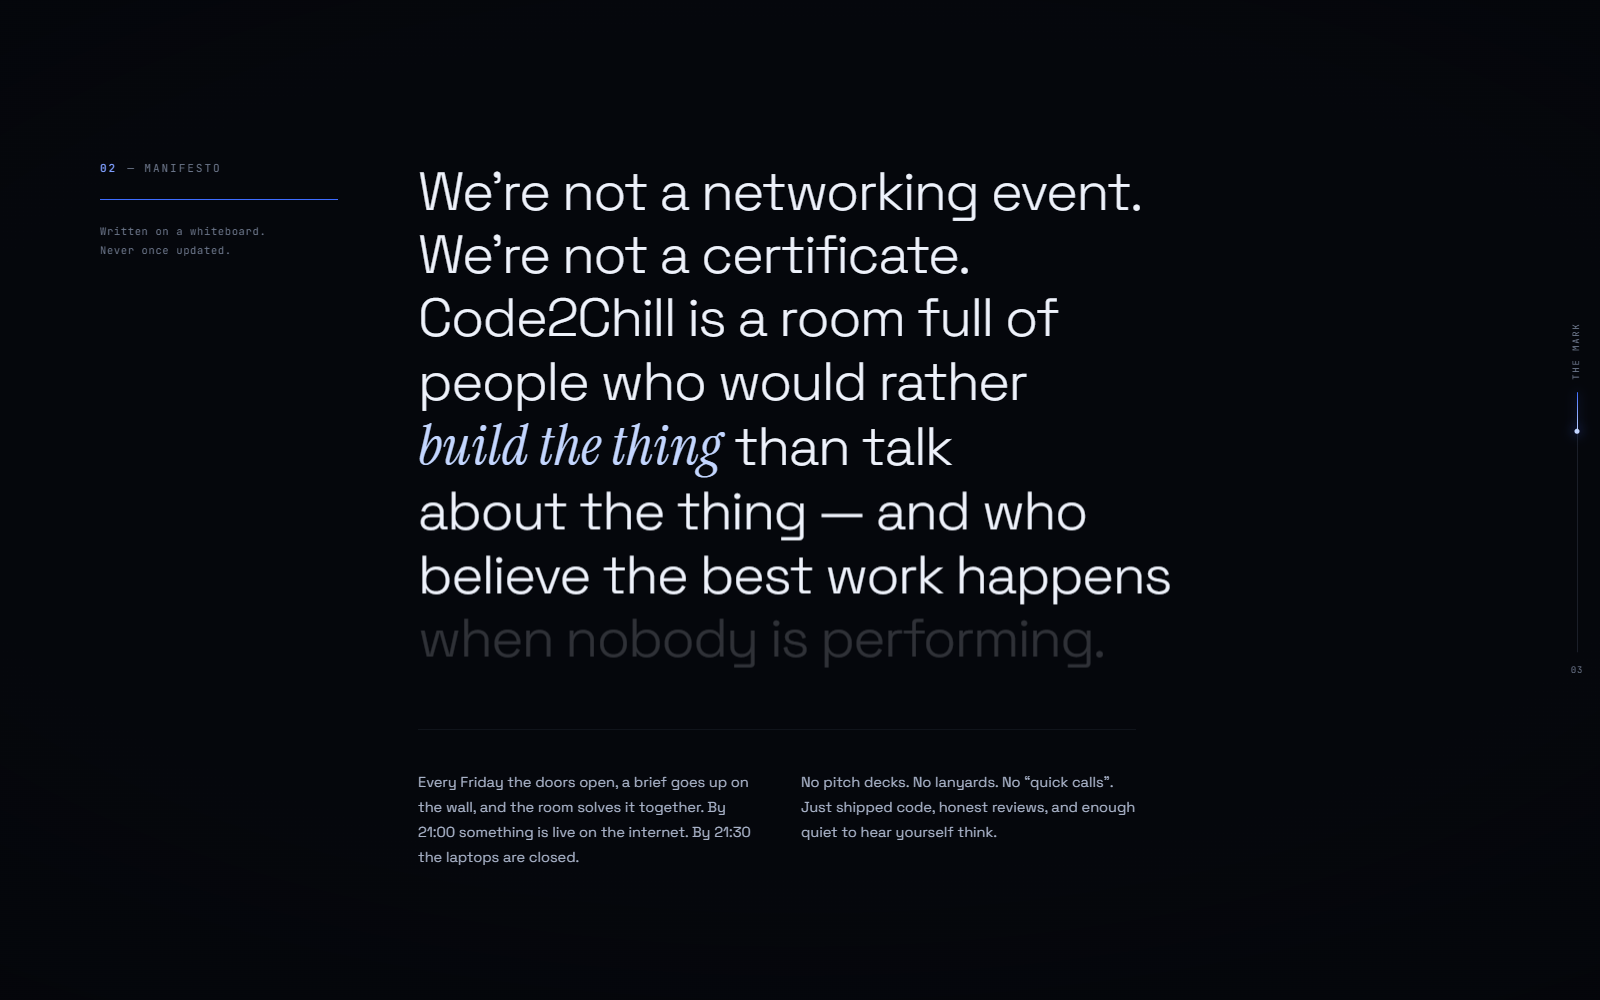 02 — MANIFESTO
Written on a whiteboard.
Never once updated.
We’re not a networking event.
We’re not a certificate.
Code2Chill is a room full of
people who would rather
build the thing than talk
about the thing — and who
believe the best work happens
when nobody is performing.
Every Friday the doors open, a brief goes up on
the wall, and the room solves it together. By
21:00 something is live on the internet. By 21:30
the laptops are closed.
No pitch decks. No lanyards. No “quick calls”.
Just shipped code, honest reviews, and enough
quiet to hear yourself think.
THE MARK
03